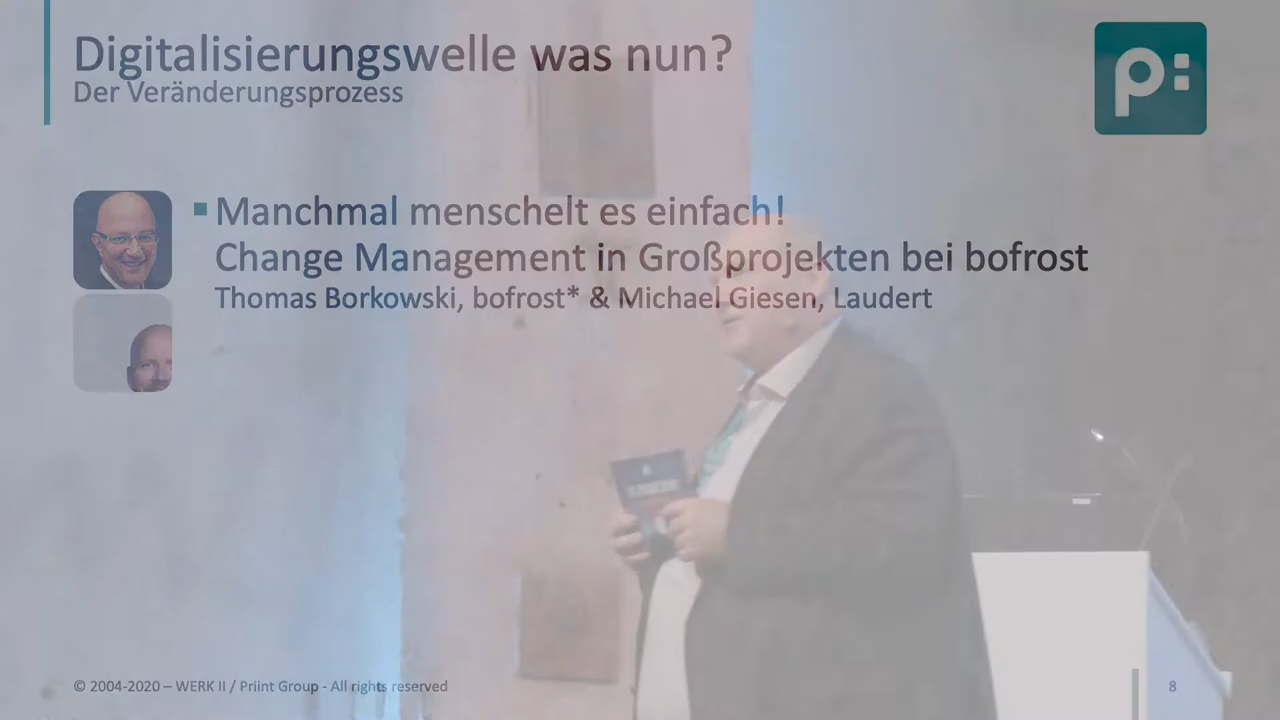 Digitalisierungswelle was nun?
Der Veränderungsprozess
p:
Manchmal menschelt es einfach!
Change Management in Großprojekten bei bofrost
Thomas Borkowski, bofrost* & Michael Giesen, Laudert
© 2004-2020 – WERK II / Priint Group - All rights reserved
8